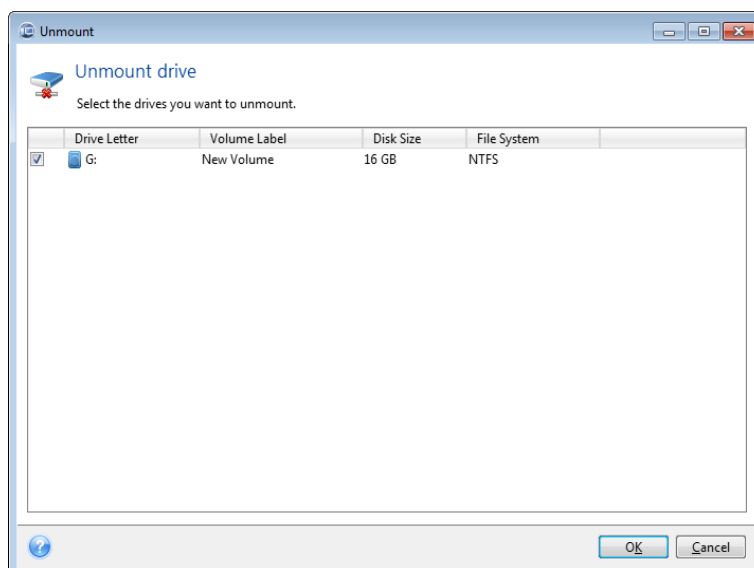 Unmount
Unmount drive
Select the drives you want to unmount.
Drive Letter Volume Label Disk Size File System
G: New Volume 16 GB NTFS
OK Cancel